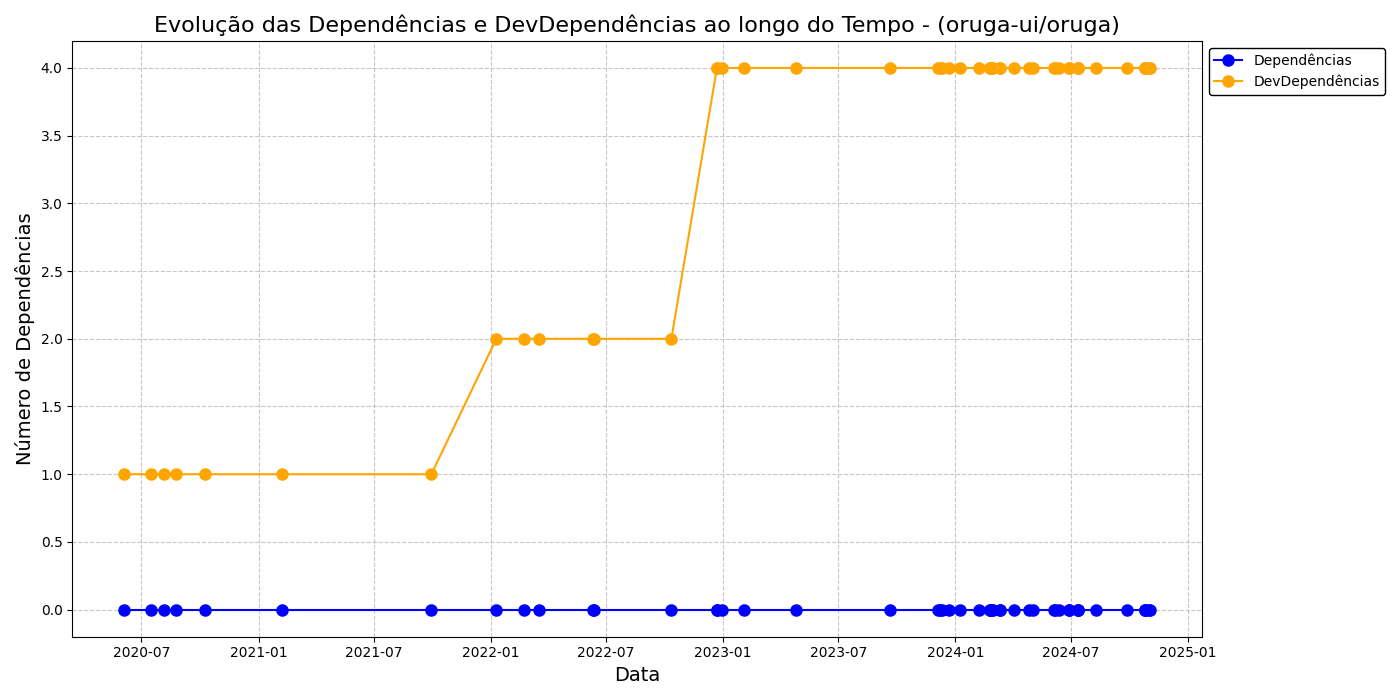 Evolução das Dependências e DevDependências ao longo do Tempo - (oruga-ui/oruga)
Dependências
DevDependências
Número de Dependências
4.0
3.5
3.0
2.5
2.0
1.5
1.0
0.5
0.0
2020-07 2021-01 2021-07 2022-01 2022-07 2023-01 2023-07 2024-01 2024-07 2025-01
Data